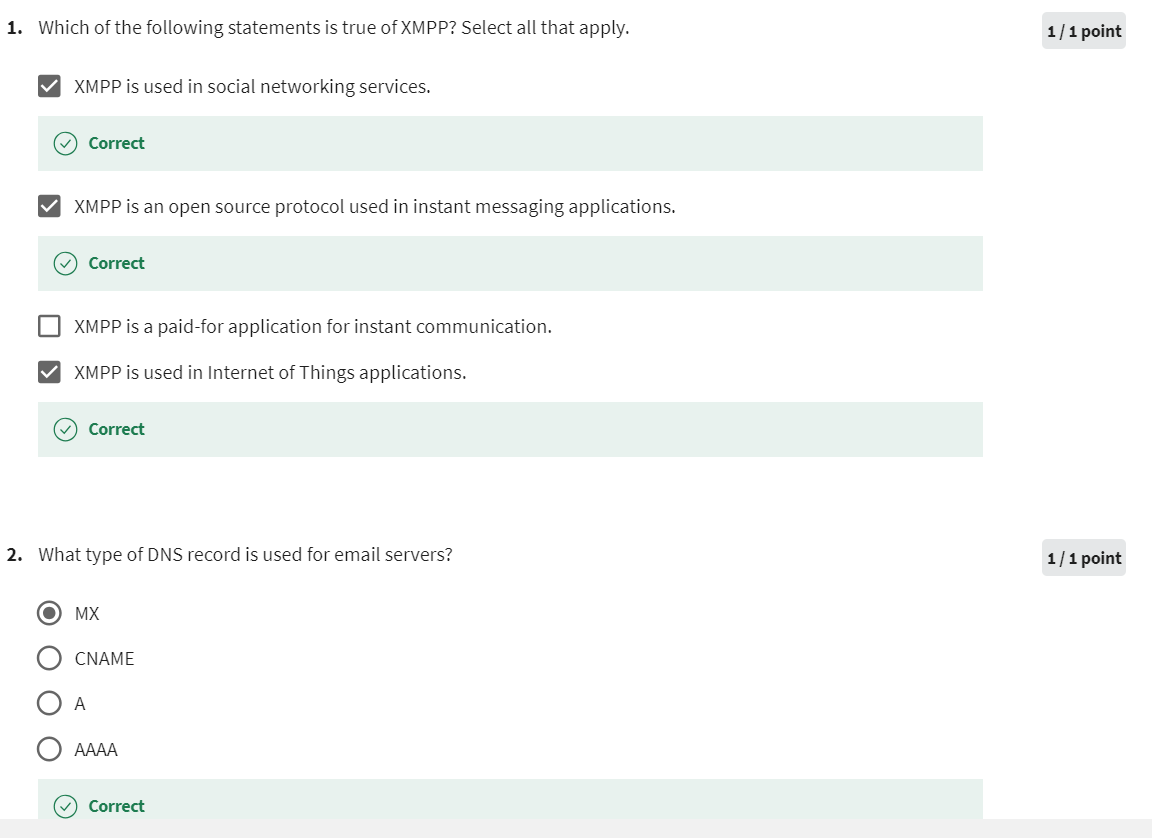 1. Which of the following statements is true of XMPP? Select all that apply.
1 / 1 point
XMPP is used in social networking services.
Correct
XMPP is an open source protocol used in instant messaging applications.
Correct
XMPP is a paid-for application for instant communication.
XMPP is used in Internet of Things applications.
Correct
2. What type of DNS record is used for email servers?
1 / 1 point
MX
CNAME
A
AAAA
Correct